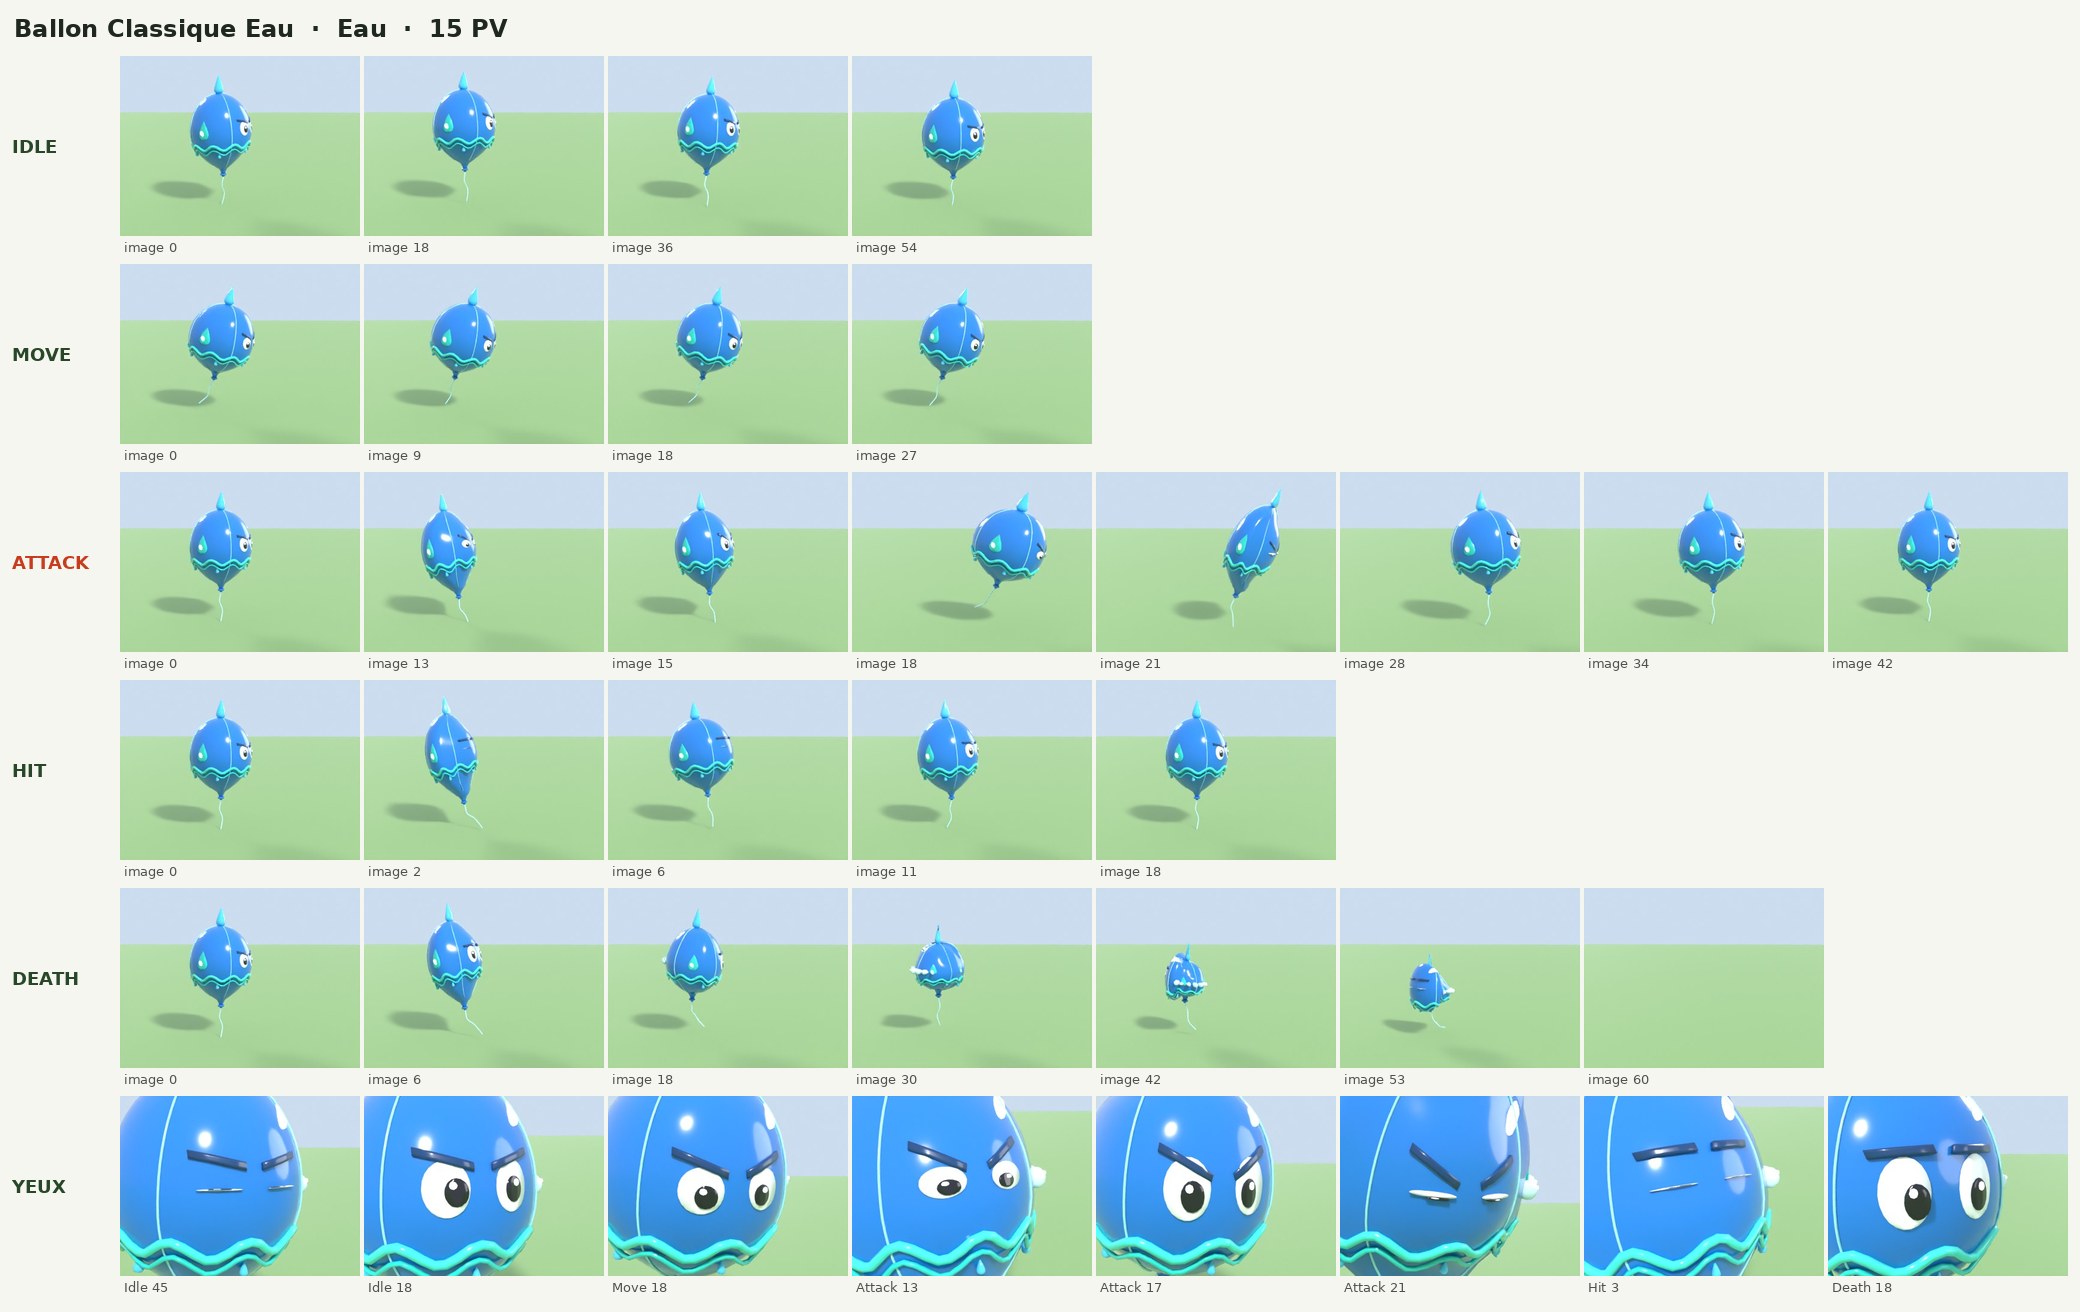 Ballon Classique Eau · Eau · 15 PV
IDLE
image 0
image 18
image 36
image 54
MOVE
image 0
image 9
image 18
image 27
ATTACK
image 0
image 13
image 15
image 18
image 21
image 28
image 34
image 42
HIT
image 0
image 2
image 6
image 11
image 18
DEATH
image 0
image 6
image 18
image 30
image 42
image 53
image 60
YEUX
Idle 45
Idle 18
Move 18
Attack 13
Attack 17
Attack 21
Hit 3
Death 18